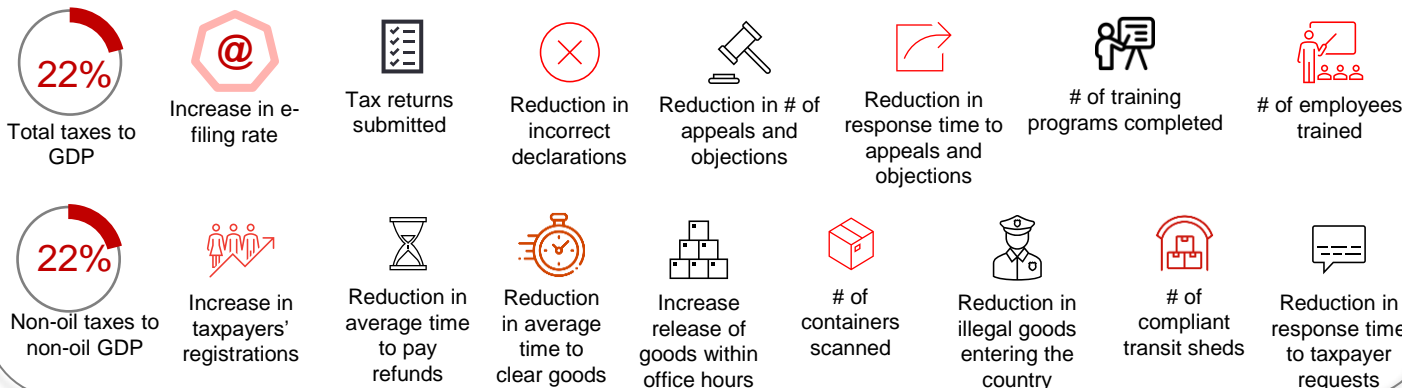 22%
Total taxes to
GDP
@
Increase in e-
filing rate
Tax returns
submitted
Reduction in
incorrect
declarations
Reduction in # of
appeals and
objections
Reduction in
response time to
appeals and
objections
# of training
programs completed
# of employees
trained
22%
Non-oil taxes to
non-oil GDP
Increase in
taxpayers’
registrations
Reduction in
average time
to pay
refunds
Reduction
in average
time to
clear goods
Increase
release of
goods within
office hours
# of
containers
scanned
Reduction in
illegal goods
entering the
country
# of
compliant
transit sheds
Reduction in
response time
to taxpayer
requests